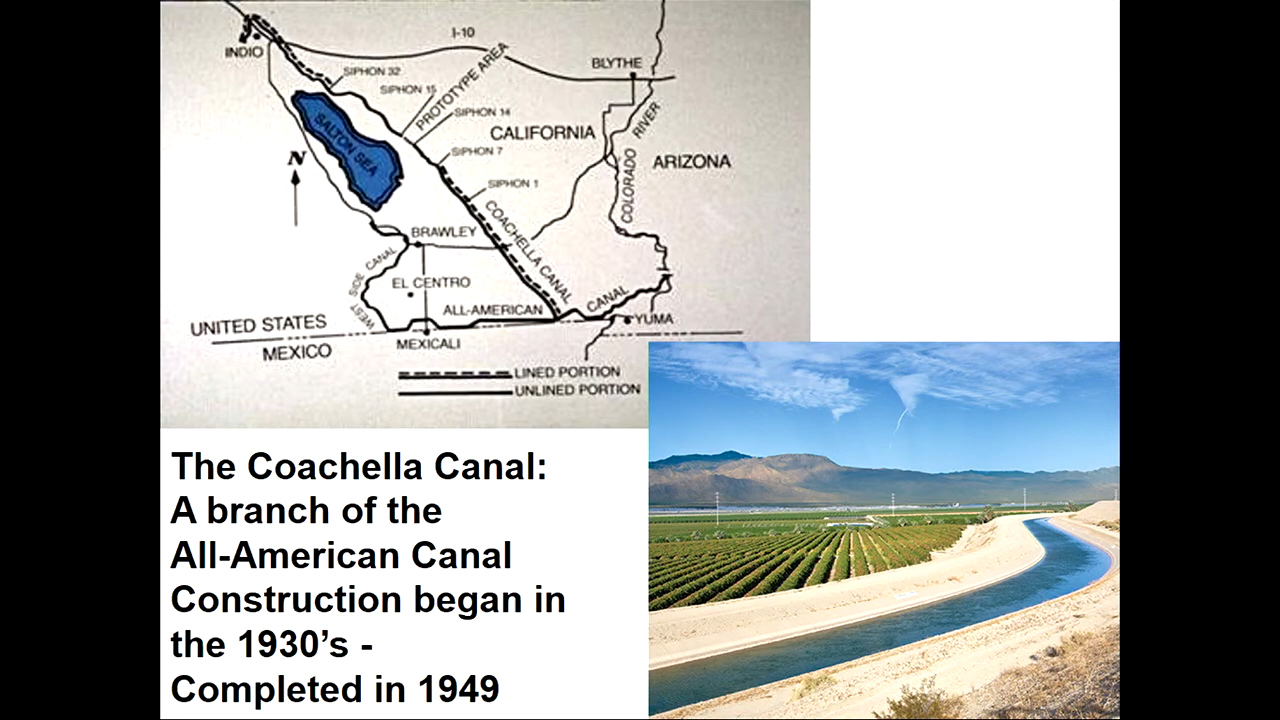 I-10
INDIO
BLYTHE
SIPHON 32
SIPHON 15
PROTOTYPE AREA
SIPHON 14
CALIFORNIA
RIVER
SALTON SEA
SIPHON 7
N
ARIZONA
COLORADO
SIPHON 1
COACHELLA CANAL
BRAWLEY
WEST SIDE CANAL
EL CENTRO
ALL-AMERICAN
CANAL
UNITED STATES
YUMA
MEXICO
MEXICALI
LINED PORTION
UNLINED PORTION
The Coachella Canal:
A branch of the
All-American Canal
Construction began in
the 1930’s -
Completed in 1949